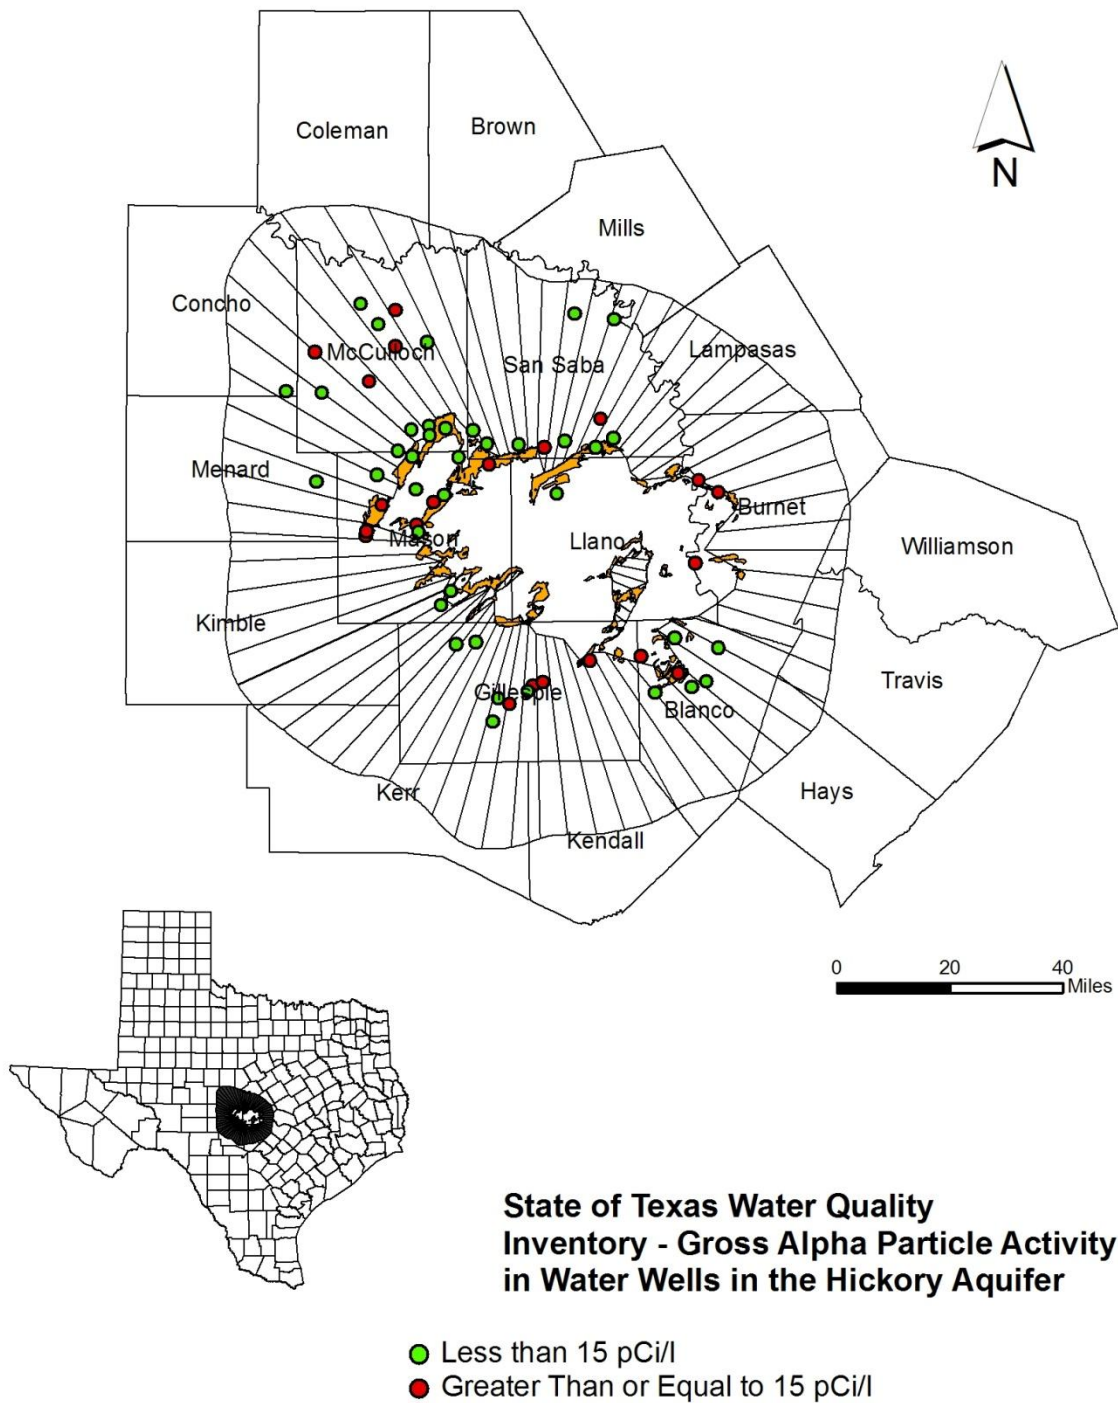 Coleman
Brown
N
Mills
Concho
McCulloch
San Saba
Lampasas
Menard
Burnet
Mason
Llano
Williamson
Kimble
Travis
Gillespie
Blanco
Kerr
Hays
Kendall
0 20 40
Miles
State of Texas Water Quality
Inventory - Gross Alpha Particle Activity
in Water Wells in the Hickory Aquifer
Less than 15 pCi/l
Greater Than or Equal to 15 pCi/l